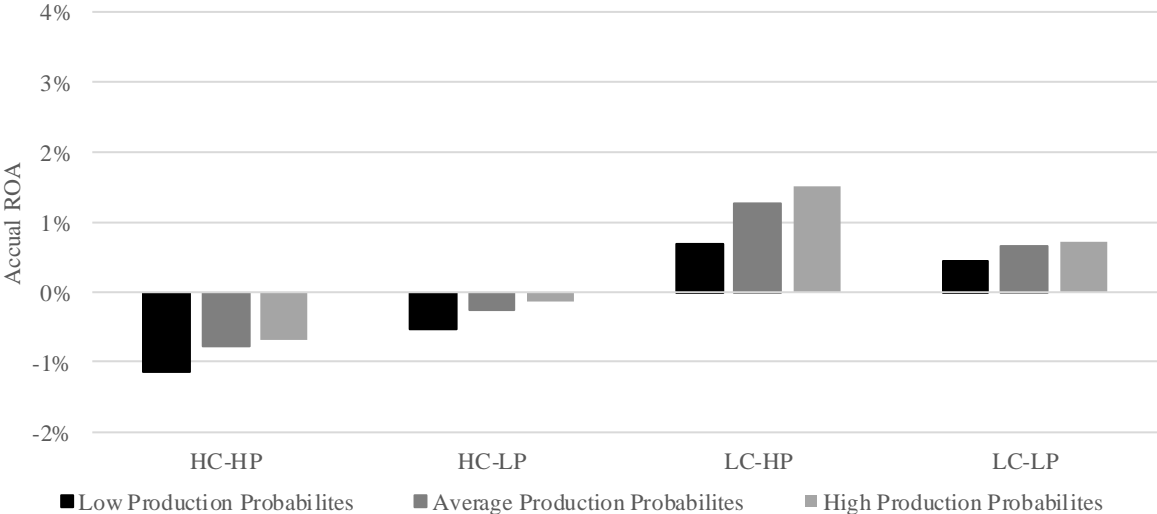 4%
3%
2%
1%
0%
-1%
-2%
Accual ROA
HC-HP HC-LP LC-HP LC-LP
Low Production Probabilites Average Production Probabilites High Production Probabilites